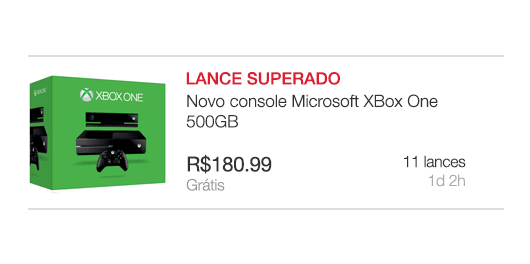 XBOX ONE
LANCE SUPERADO
Novo console Microsoft XBox One
500GB
R$180.99
11 lances
Grátis
1d 2h